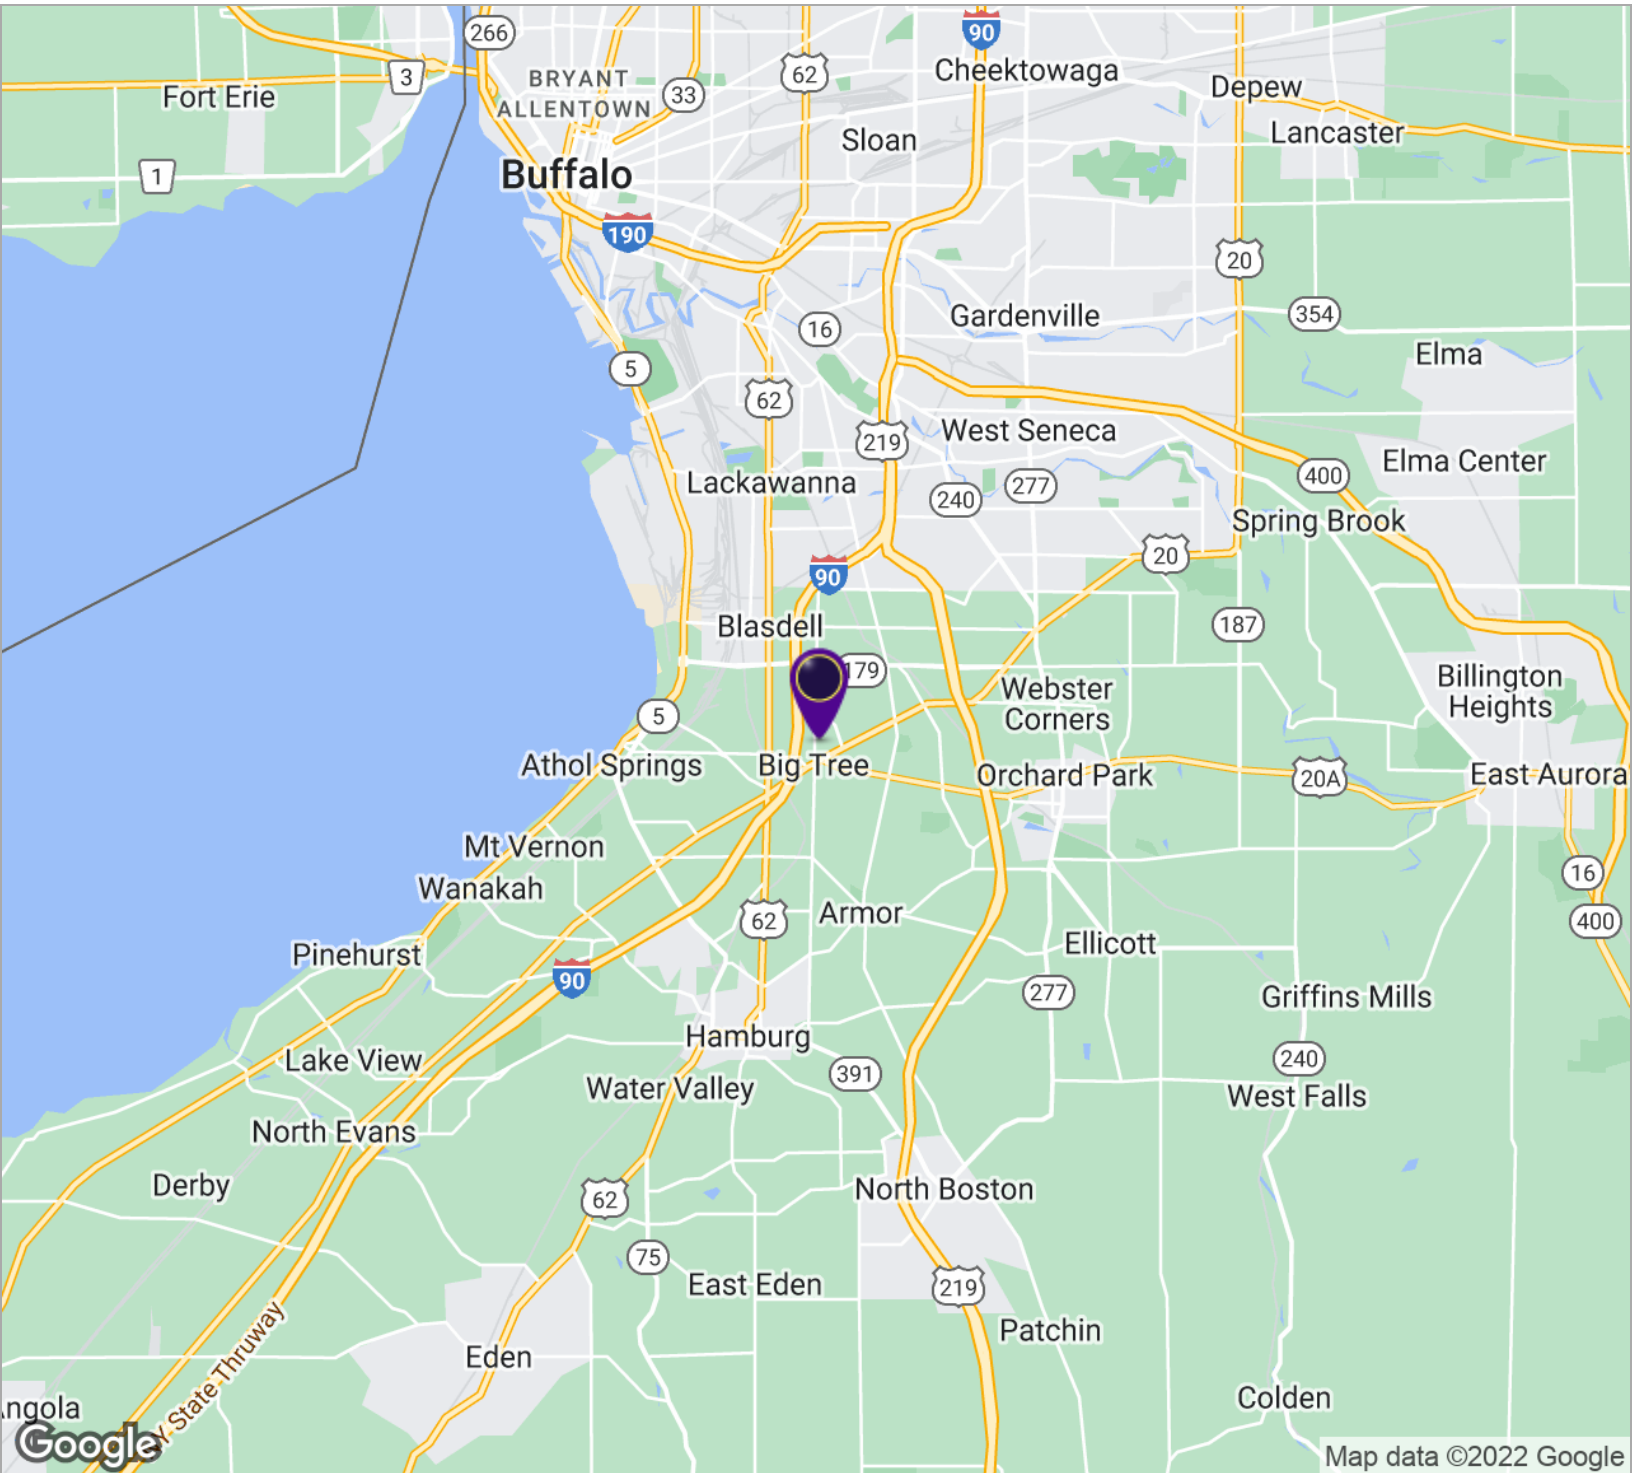 266
90
3
Fort Erie
BRYANT
ALLENTOWN
33
62
Cheektowaga
Depew
Sloan
Lancaster
1
Buffalo
190
20
16
Gardenville
354
5
Elma
62
219
West Seneca
Elma Center
Lackawanna
240
277
400
Spring Brook
20
90
Blasdell
187
179
Webster
Corners
Billington
Heights
5
Athol Springs
Big Tree
Orchard Park
20A
East Aurora
Mt Vernon
Wanakah
16
62
Armor
400
Pinehurst
Ellicott
90
277
Griffins Mills
Hamburg
Lake View
240
391
Water Valley
West Falls
North Evans
Derby
62
North Boston
75
East Eden
219
Patchin
NY State Thruway
Eden
Colden
Angola
Google
Map data ©2022 Google